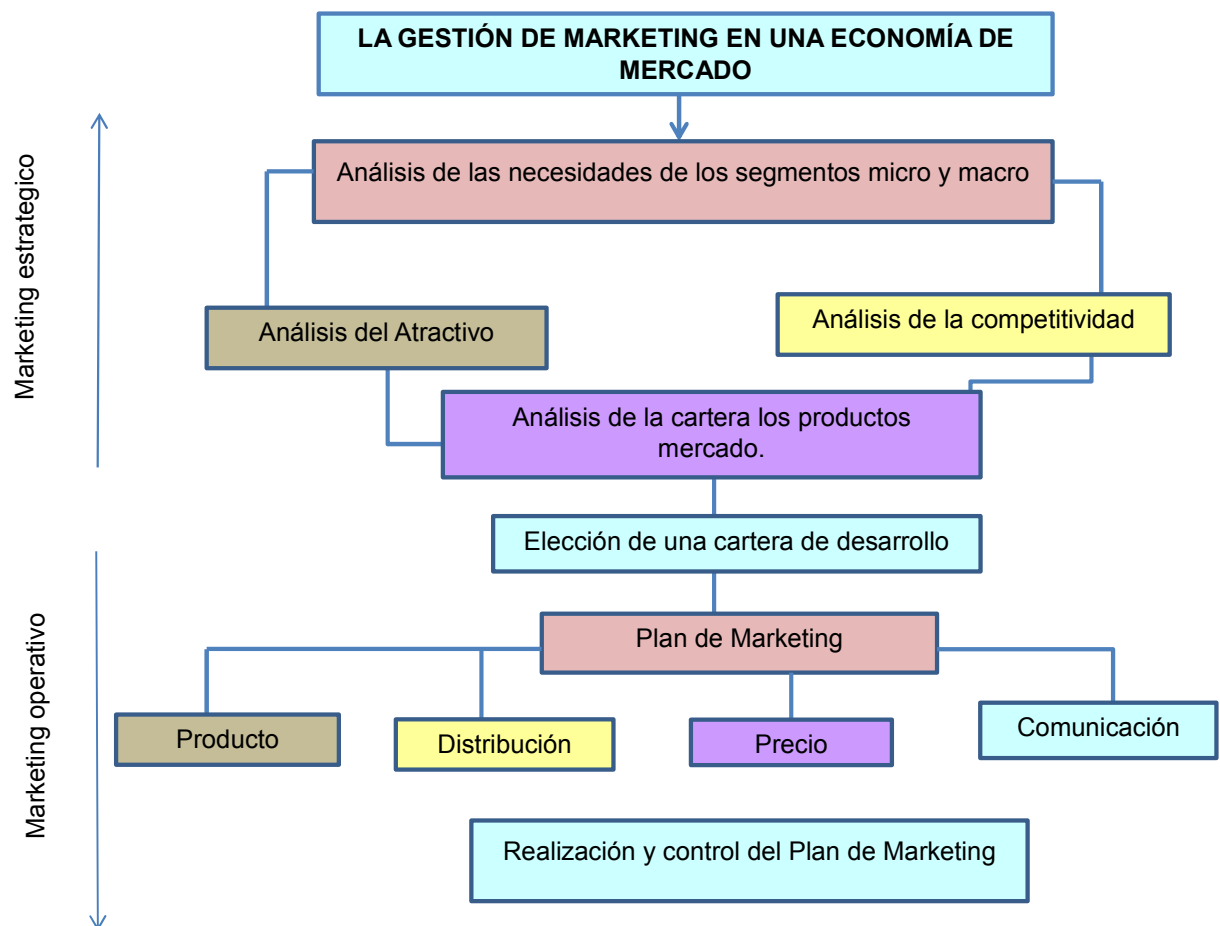 LA GESTIÓN DE MARKETING EN UNA ECONOMÍA DE
MERCADO
Marketing estrategico
Análisis de las necesidades de los segmentos micro y macro
Análisis del Atractivo
Análisis de la competitividad
Análisis de la cartera los productos
mercado.
Elección de una cartera de desarrollo
Marketing operativo
Plan de Marketing
Producto
Distribución
Precio
Comunicación
Realización y control del Plan de Marketing